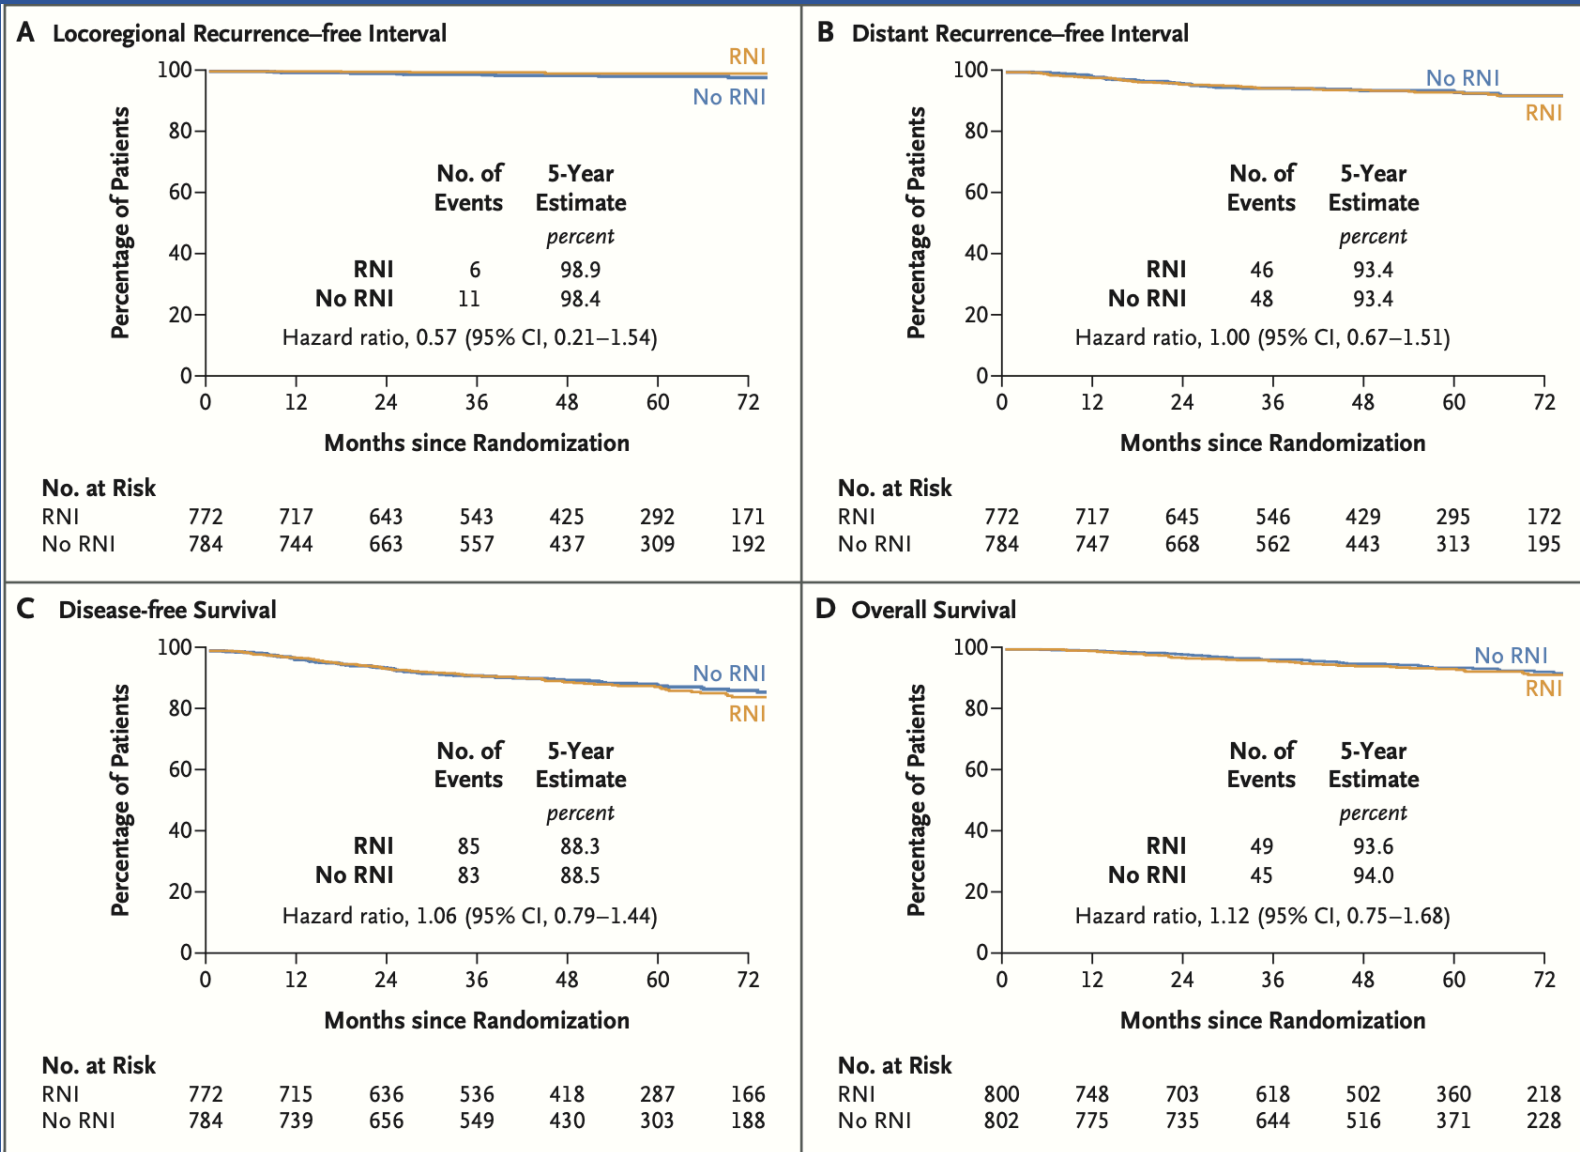 A Locoregional Recurrence–free Interval
RNI
No RNI
100
80
60
40
20
0
Percentage of Patients
No. of Events
5-Year Estimate
percent
RNI 6 98.9
No RNI 11 98.4
Hazard ratio, 0.57 (95% CI, 0.21–1.54)
0 12 24 36 48 60 72
Months since Randomization
No. at Risk
RNI 772 717 643 543 425 292 171
No RNI 784 744 663 557 437 309 192
B Distant Recurrence–free Interval
No RNI
RNI
100
80
60
40
20
0
Percentage of Patients
No. of Events
5-Year Estimate
percent
RNI 46 93.4
No RNI 48 93.4
Hazard ratio, 1.00 (95% CI, 0.67–1.51)
0 12 24 36 48 60 72
Months since Randomization
No. at Risk
RNI 772 717 645 546 429 295 172
No RNI 784 747 668 562 443 313 195
C Disease-free Survival
No RNI
RNI
100
80
60
40
20
0
Percentage of Patients
No. of Events
5-Year Estimate
percent
RNI 85 88.3
No RNI 83 88.5
Hazard ratio, 1.06 (95% CI, 0.79–1.44)
0 12 24 36 48 60 72
Months since Randomization
No. at Risk
RNI 772 715 636 536 418 287 166
No RNI 784 739 656 549 430 303 188
D Overall Survival
No RNI
RNI
100
80
60
40
20
0
Percentage of Patients
No. of Events
5-Year Estimate
percent
RNI 49 93.6
No RNI 45 94.0
Hazard ratio, 1.12 (95% CI, 0.75–1.68)
0 12 24 36 48 60 72
Months since Randomization
No. at Risk
RNI 800 748 703 618 502 360 218
No RNI 802 775 735 644 516 371 228